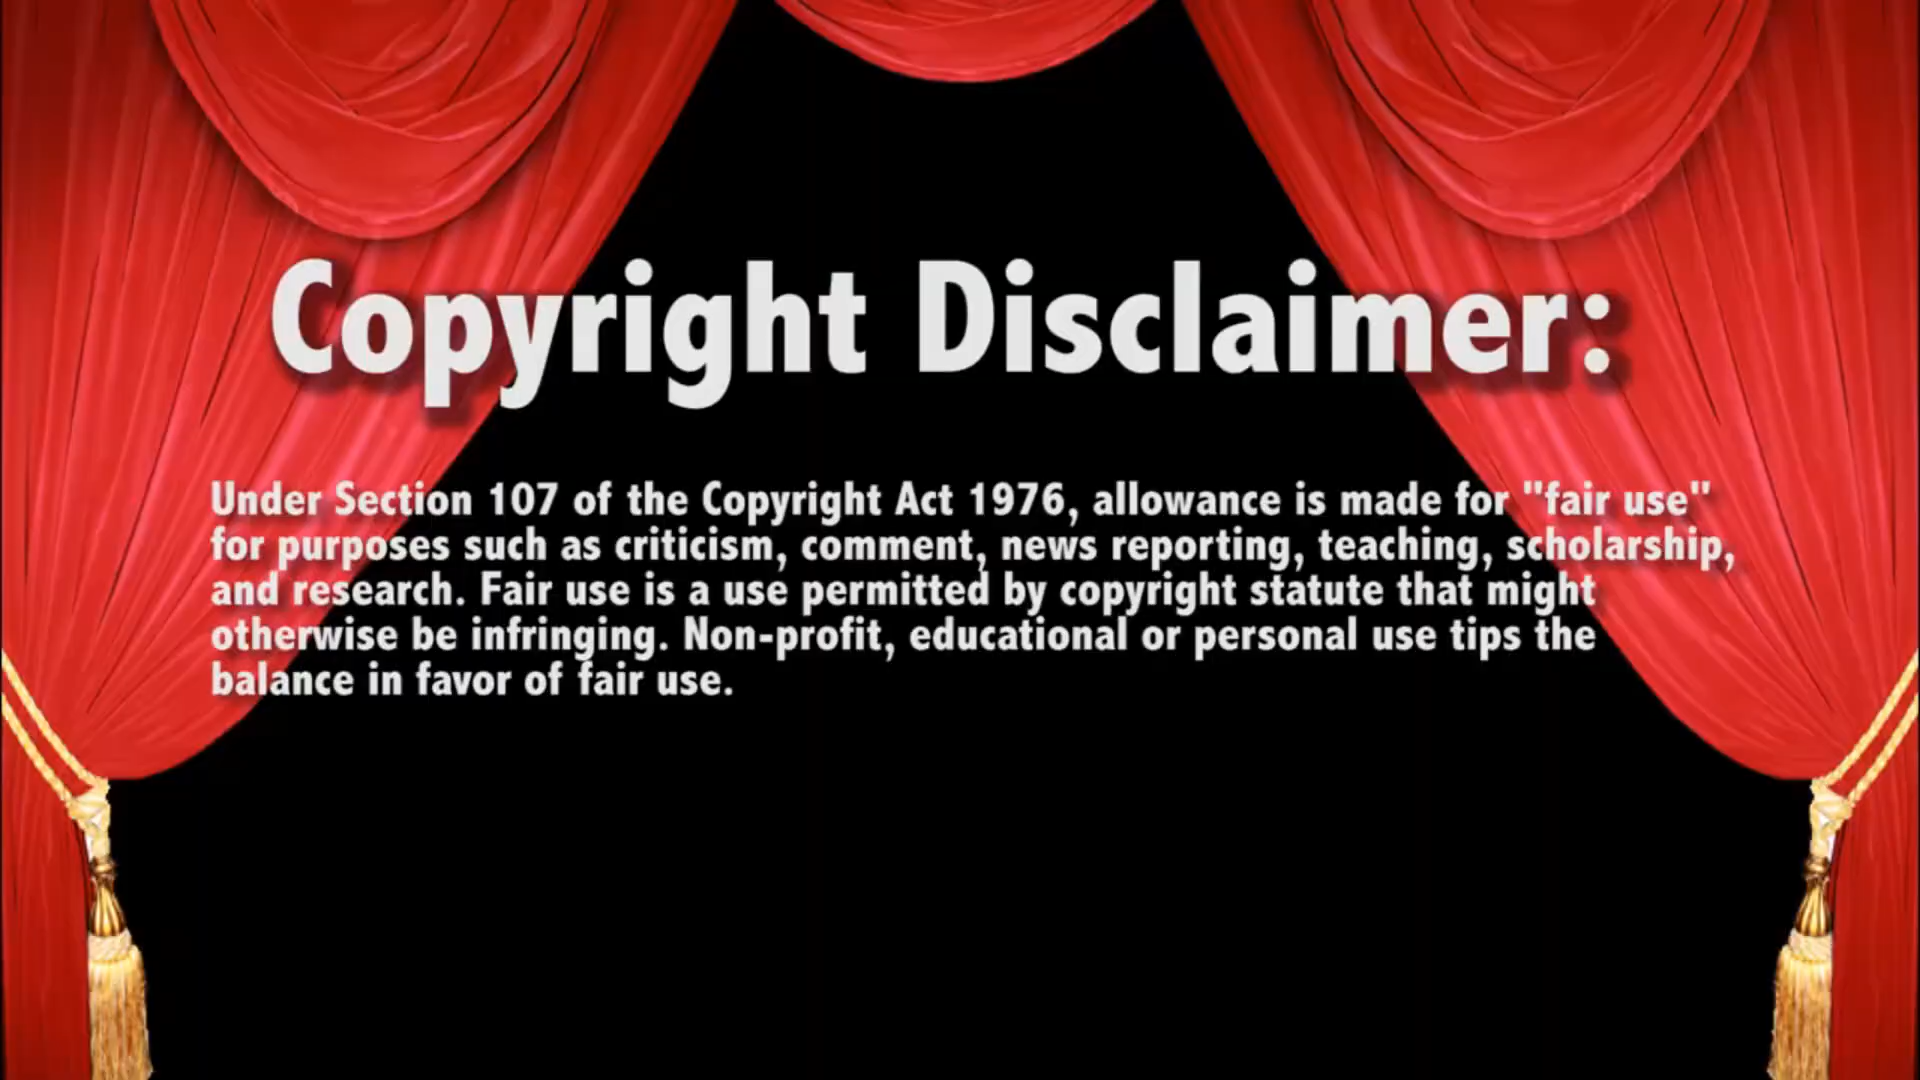 Copyright Disclaimer:
Under Section 107 of the Copyright Act 1976, allowance is made for "fair use"
for purposes such as criticism, comment, news reporting, teaching, scholarship,
and research. Fair use is a use permitted by copyright statute that might
otherwise be infringing. Non-profit, educational or personal use tips the
balance in favor of fair use.